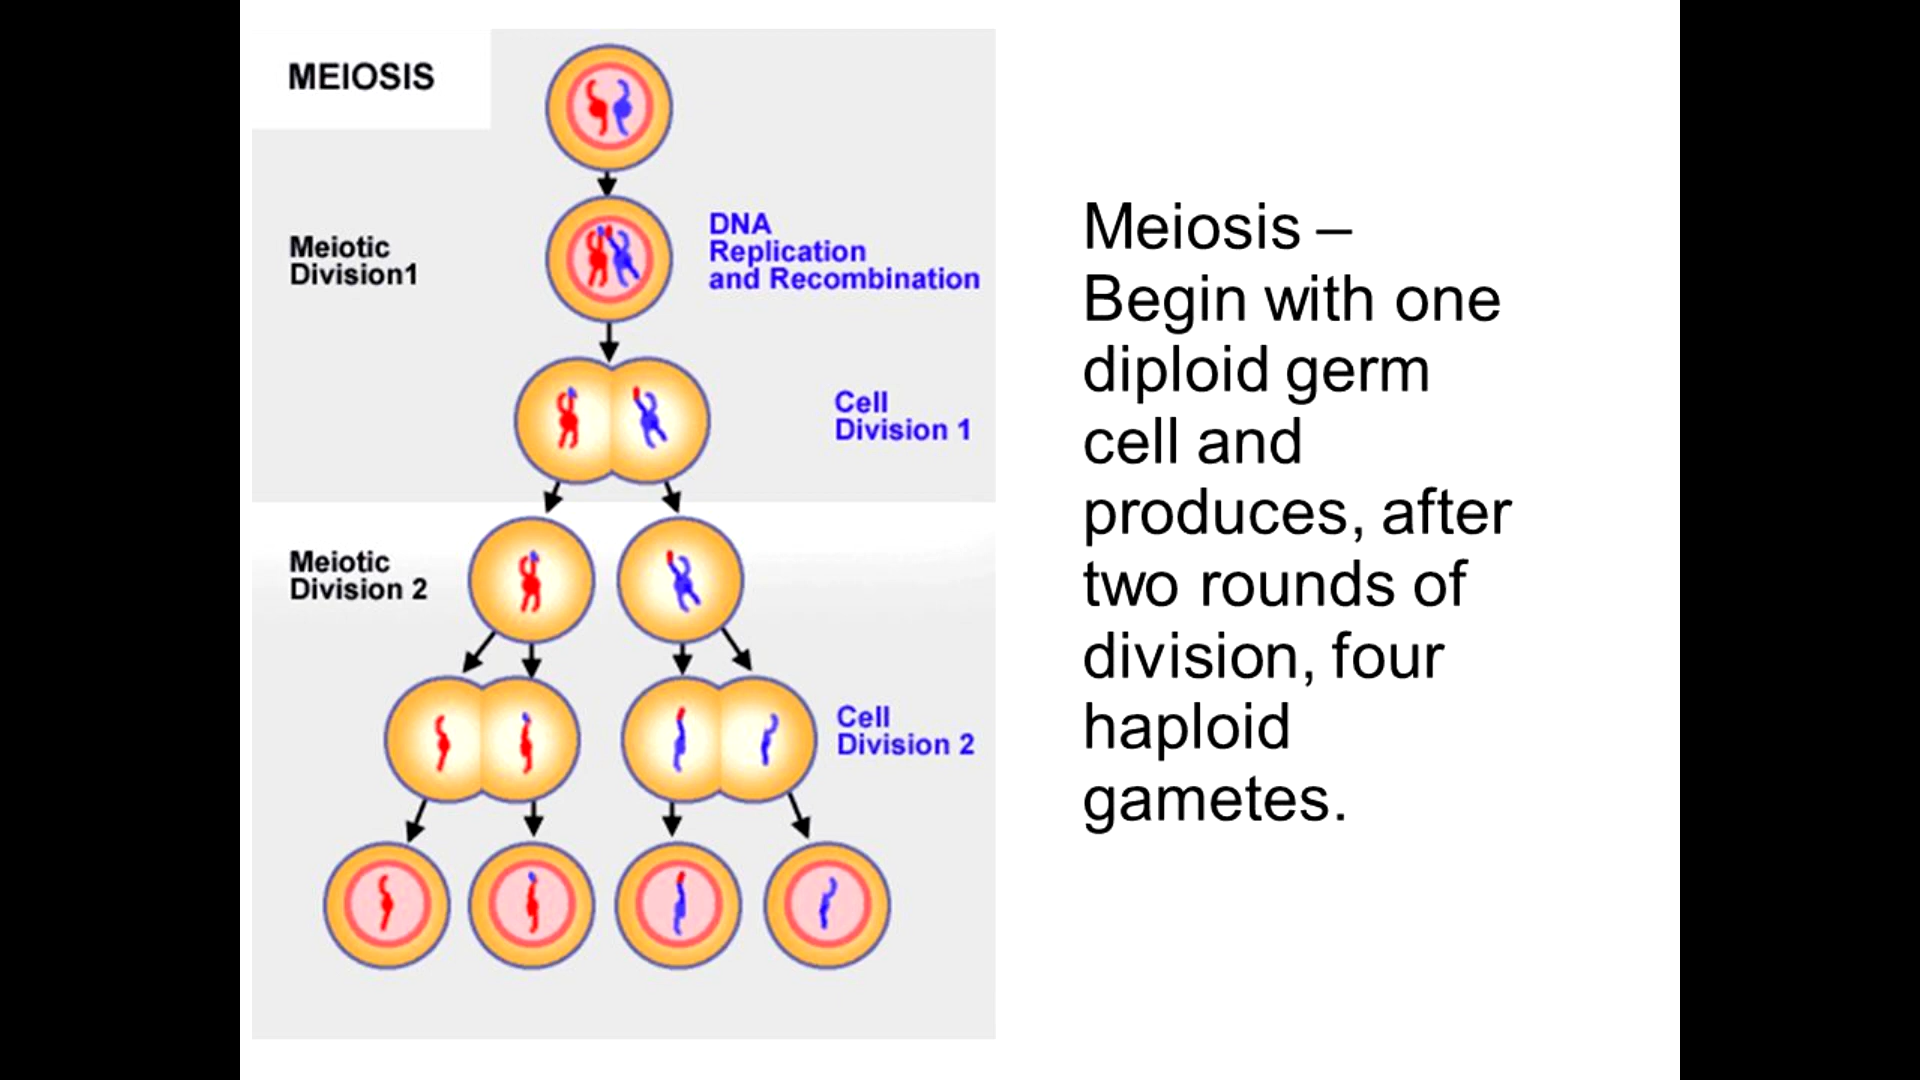 MEIOSIS
Meiotic
Division1
DNA
Replication
and Recombination
Cell
Division 1
Meiotic
Division 2
Cell
Division 2
Meiosis –
Begin with one
diploid germ
cell and
produces, after
two rounds of
division, four
haploid
gametes.